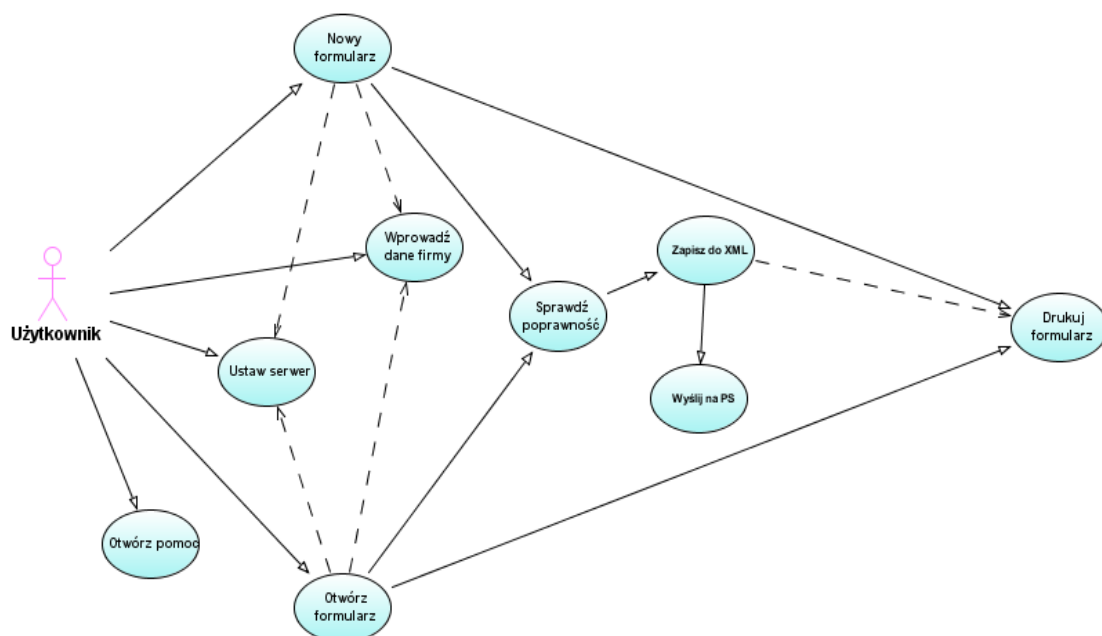 Nowy
formularz
Wprowadź
dane firmy
Zapisz do XML
Użytkownik
Sprawdź
poprawność
Drukuj
formularz
Ustaw serwer
Wyślij na PS
Otwórz pomoc
Otwórz
formularz